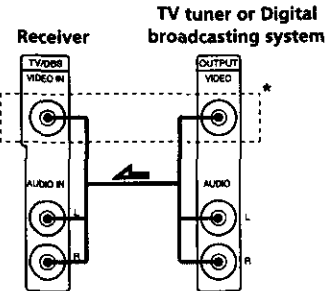 TV tuner or Digital
broadcasting system
Receiver
TV/DBS
VIDEO IN
OUTPUT
VIDEO
*
AUDIO IN
L
R
AUDIO
L
R